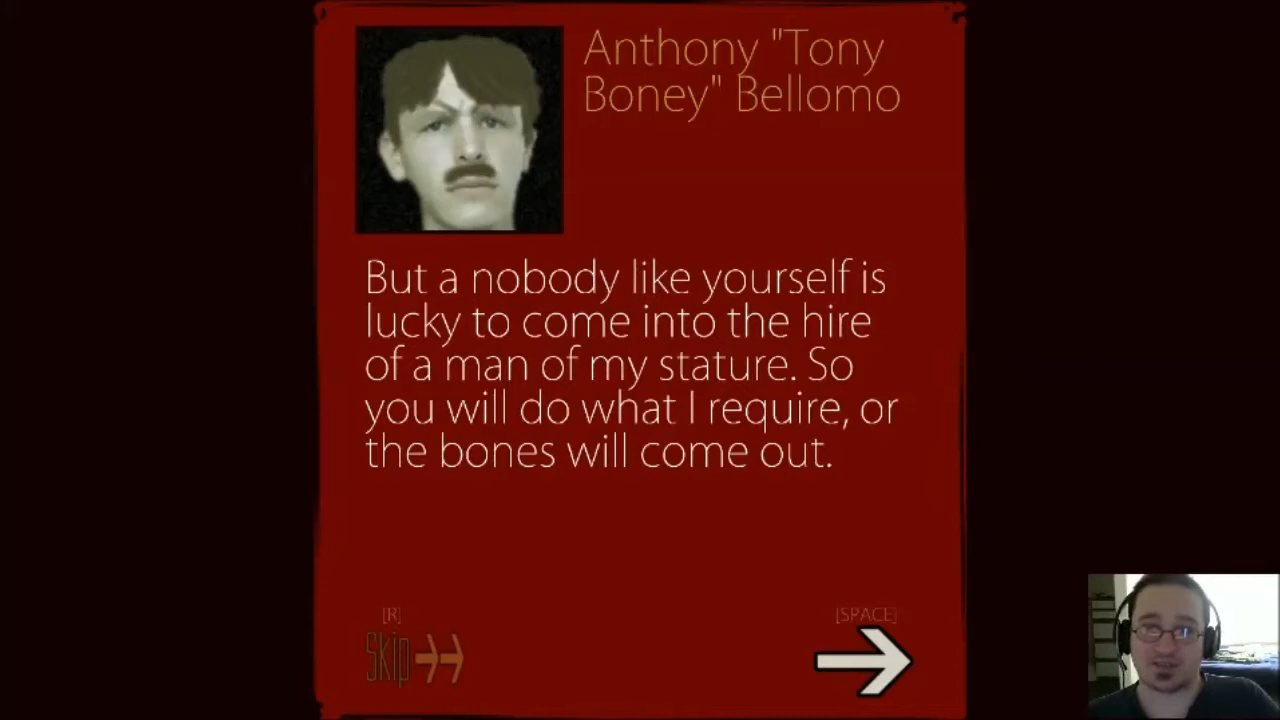 Anthony "Tony
Boney" Bellomo
But a nobody like yourself is
lucky to come into the hire
of a man of my stature. So
you will do what I require, or
the bones will come out.
[R]
Skip
[SPACE]